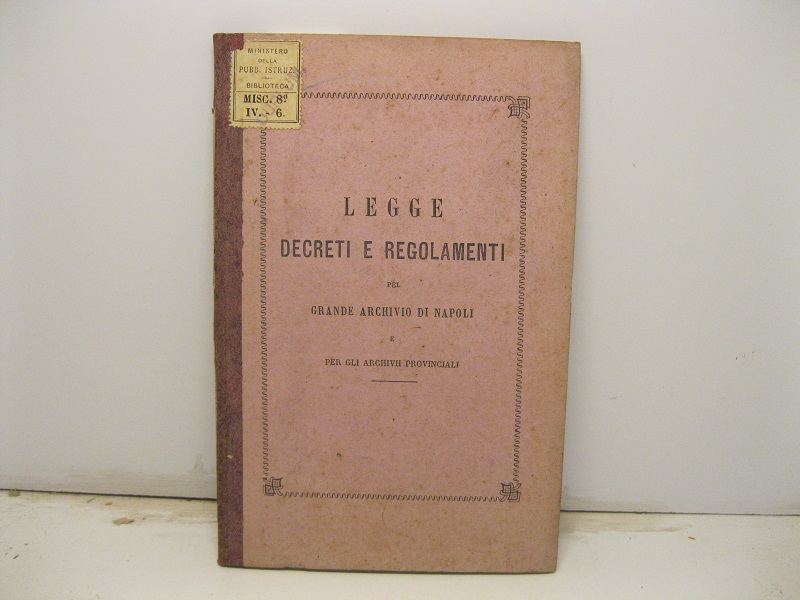 MINISTERO
DELLA
PUBB. ISTRUZ.
BIBLIOTECA
MISC. 8º
IV. - 6.
LEGGE
DECRETI E REGOLAMENTI
PEL
GRANDE ARCHIVIO DI NAPOLI
E
PER GLI ARCHIVII PROVINCIALI